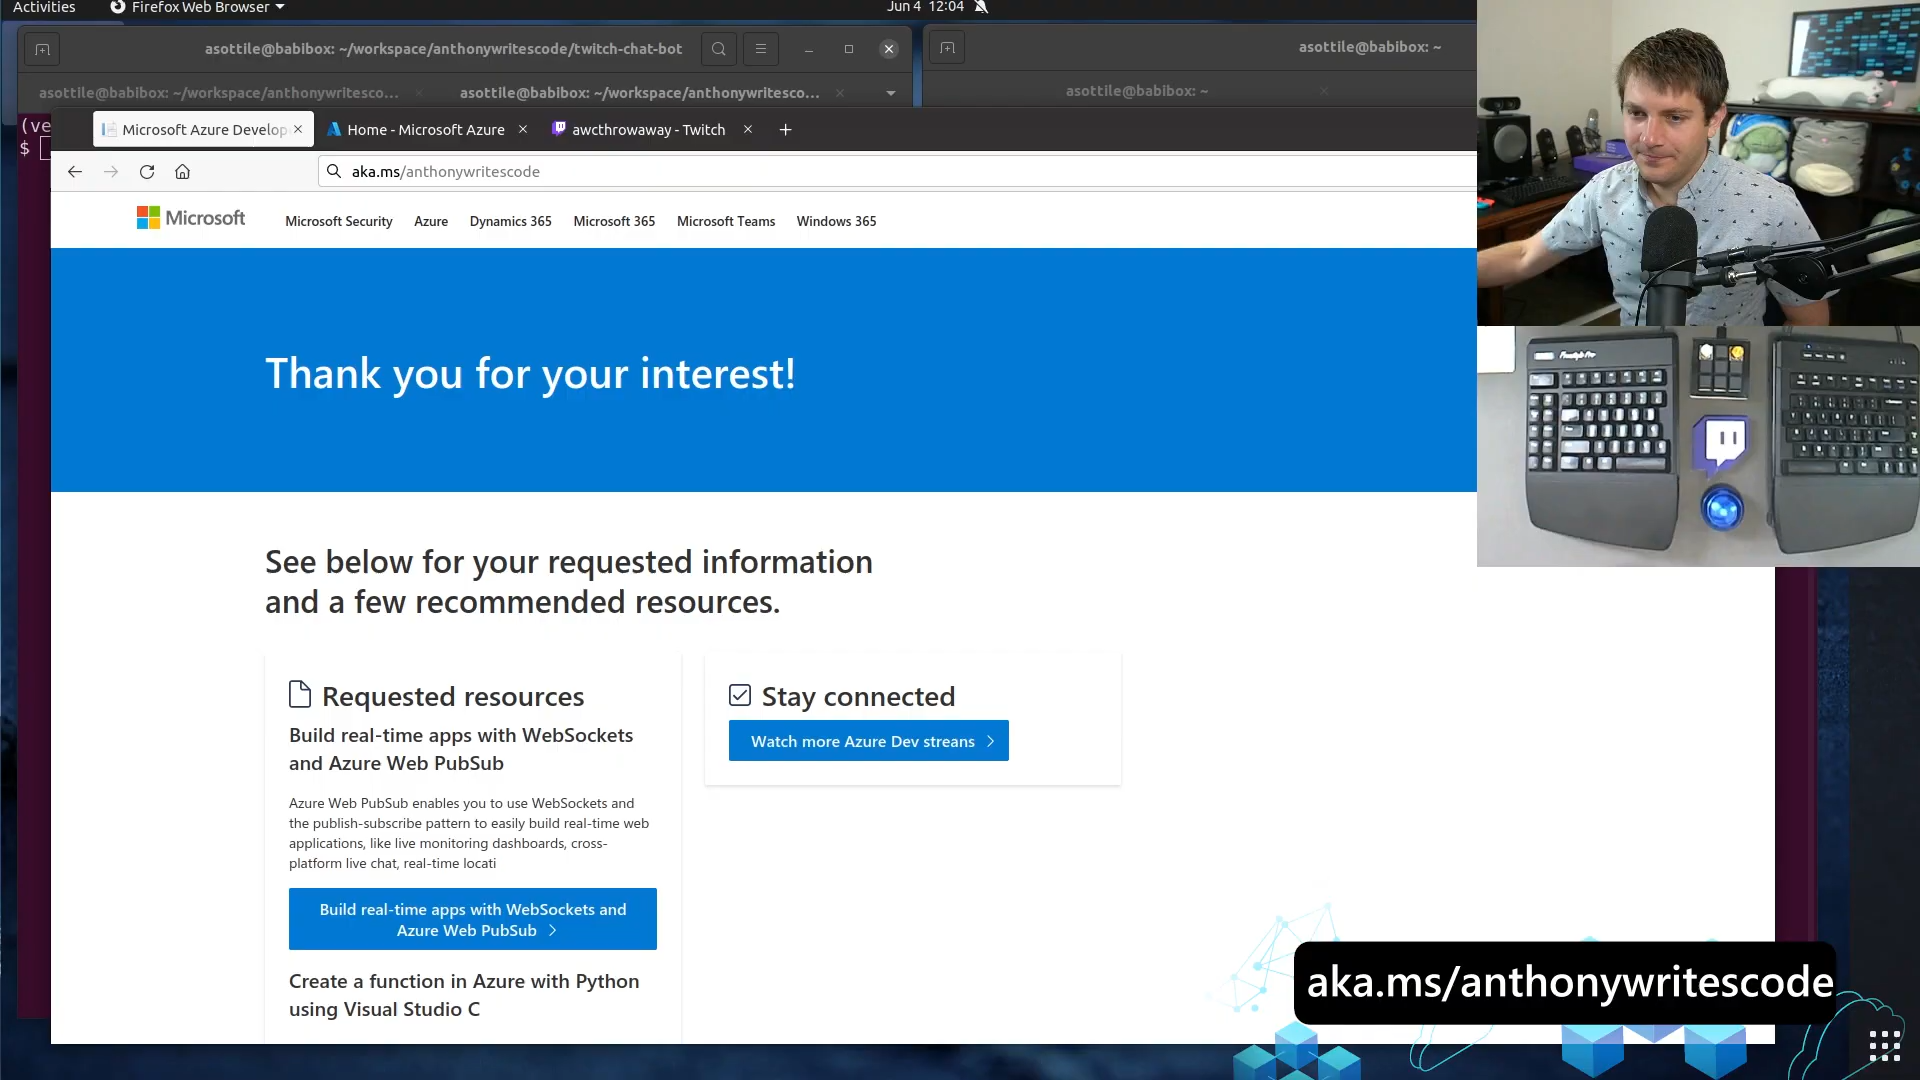 Activities
Firefox Web Browser
Jun 4 12:04
asottile@babibox: ~/workspace/anthonywritescode/twitch-chat-bot
asottile@babibox: ~
asottile@babibox: ~/workspace/anthonywritesco...
asottile@babibox: ~/workspace/anthonywritesco...
asottile@babibox: ~
(ve
$
Microsoft Azure Develop
Home - Microsoft Azure
awcthrowaway - Twitch
aka.ms/anthonywritescode
Microsoft
Microsoft Security
Azure
Dynamics 365
Microsoft 365
Microsoft Teams
Windows 365
Thank you for your interest!
See below for your requested information
and a few recommended resources.
Requested resources
Build real-time apps with WebSockets
and Azure Web PubSub
Azure Web PubSub enables you to use WebSockets and
the publish-subscribe pattern to easily build real-time web
applications, like live monitoring dashboards, cross-
platform live chat, real-time locati
Build real-time apps with WebSockets and
Azure Web PubSub
Create a function in Azure with Python
using Visual Studio C
Stay connected
Watch more Azure Dev streans
aka.ms/anthonywritescode